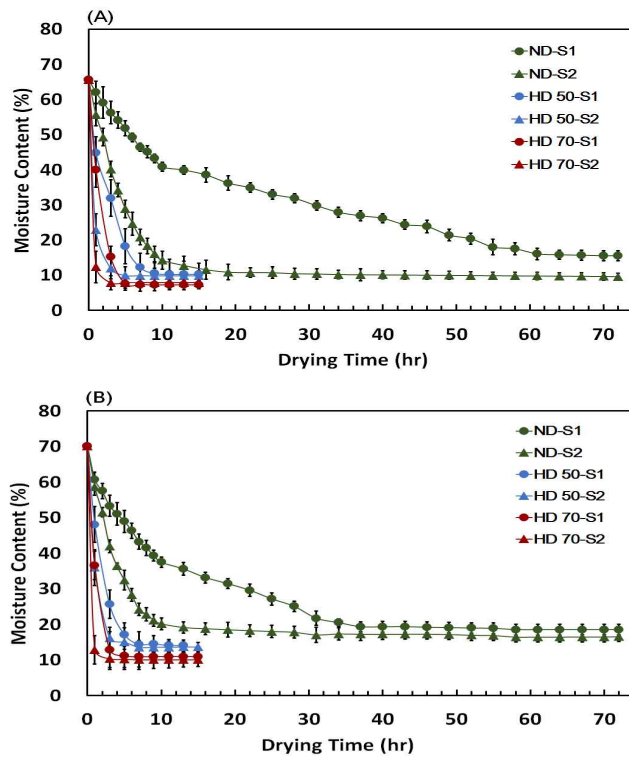 (A)
80
70
60
50
40
30
20
10
0
Moisture Content (%)
ND-S1
ND-S2
HD 50-S1
HD 50-S2
HD 70-S1
HD 70-S2
0 10 20 30 40 50 60 70
Drying Time (hr)
(B)
80
70
60
50
40
30
20
10
0
Moisture Content (%)
ND-S1
ND-S2
HD 50-S1
HD 50-S2
HD 70-S1
HD 70-S2
0 10 20 30 40 50 60 70
Drying Time (hr)